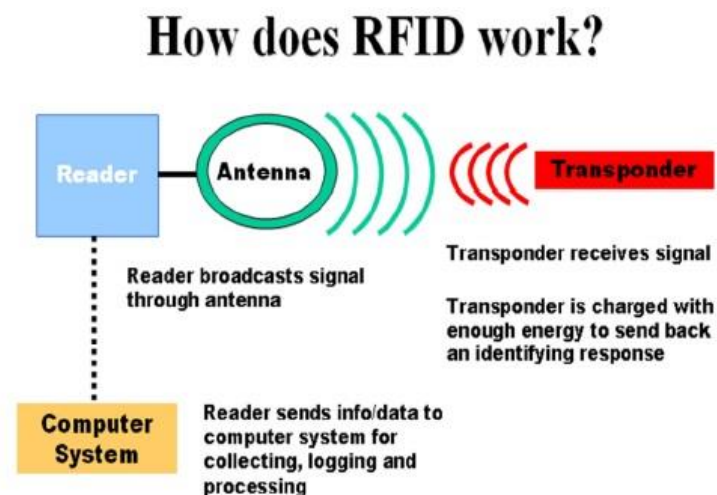 How does RFID work?
Reader
Antenna
Transponder
Reader broadcasts signal
through antenna
Transponder receives signal
Transponder is charged with
enough energy to send back
an identifying response
Computer
System
Reader sends info/data to
computer system for
collecting, logging and
processing